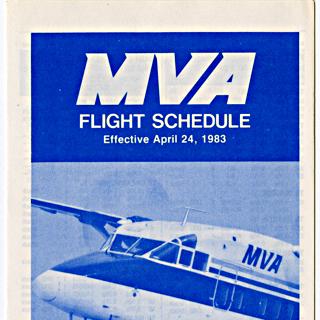 MVA
FLIGHT SCHEDULE
Effective April 24, 1983
MVA